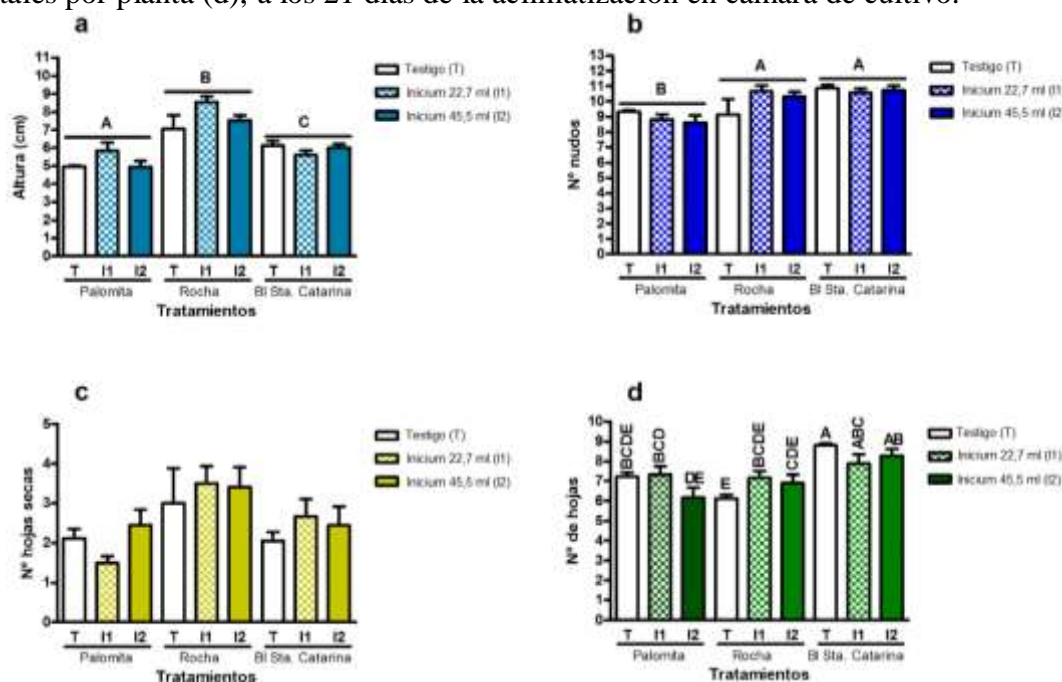 tales por planta (d), a los 21 días de la aclimatización en cámara de cultivo.
a
Altura (cm)
11
10
9
8
7
6
5
4
3
2
1
0
A
B
C
Testigo (T)
Inicium 22,7 ml (I1)
Inicium 45,5 ml (I2)
T I1 I2 T I1 I2 T I1 I2
Palomita Rocha Bl Sta. Catarina
Tratamientos
b
Nº nudos
13
12
11
10
9
8
7
6
5
4
3
2
1
0
B
A
A
Testigo (T)
Inicium 22,7 ml (I1)
Inicium 45,5 ml (I2
T I1 I2 T I1 I2 T I1 I2
Palomita Rocha Bl Sta. Catarina
Tratamientos
c
Nº hojas secas
5
4
3
2
1
0
Testigo (T)
Inicium 22,7 ml (I1)
Inicium 45,5 ml (I2)
T I1 I2 T I1 I2 T I1 I2
Palomita Rocha Bl Sta. Catarina
Tratamientos
d
Nº de hojas
10
9
8
7
6
5
4
3
2
1
0
BCDE
BCD
DE
E
BCDE
CDE
A
ABC
AB
Testigo (T)
Inicium 22,7 ml (I1)
Inicium 45,5 ml (I2)
T I1 I2 T I1 I2 T I1 I2
Palomita Rocha Bl Sta. Catarina
Tratamientos